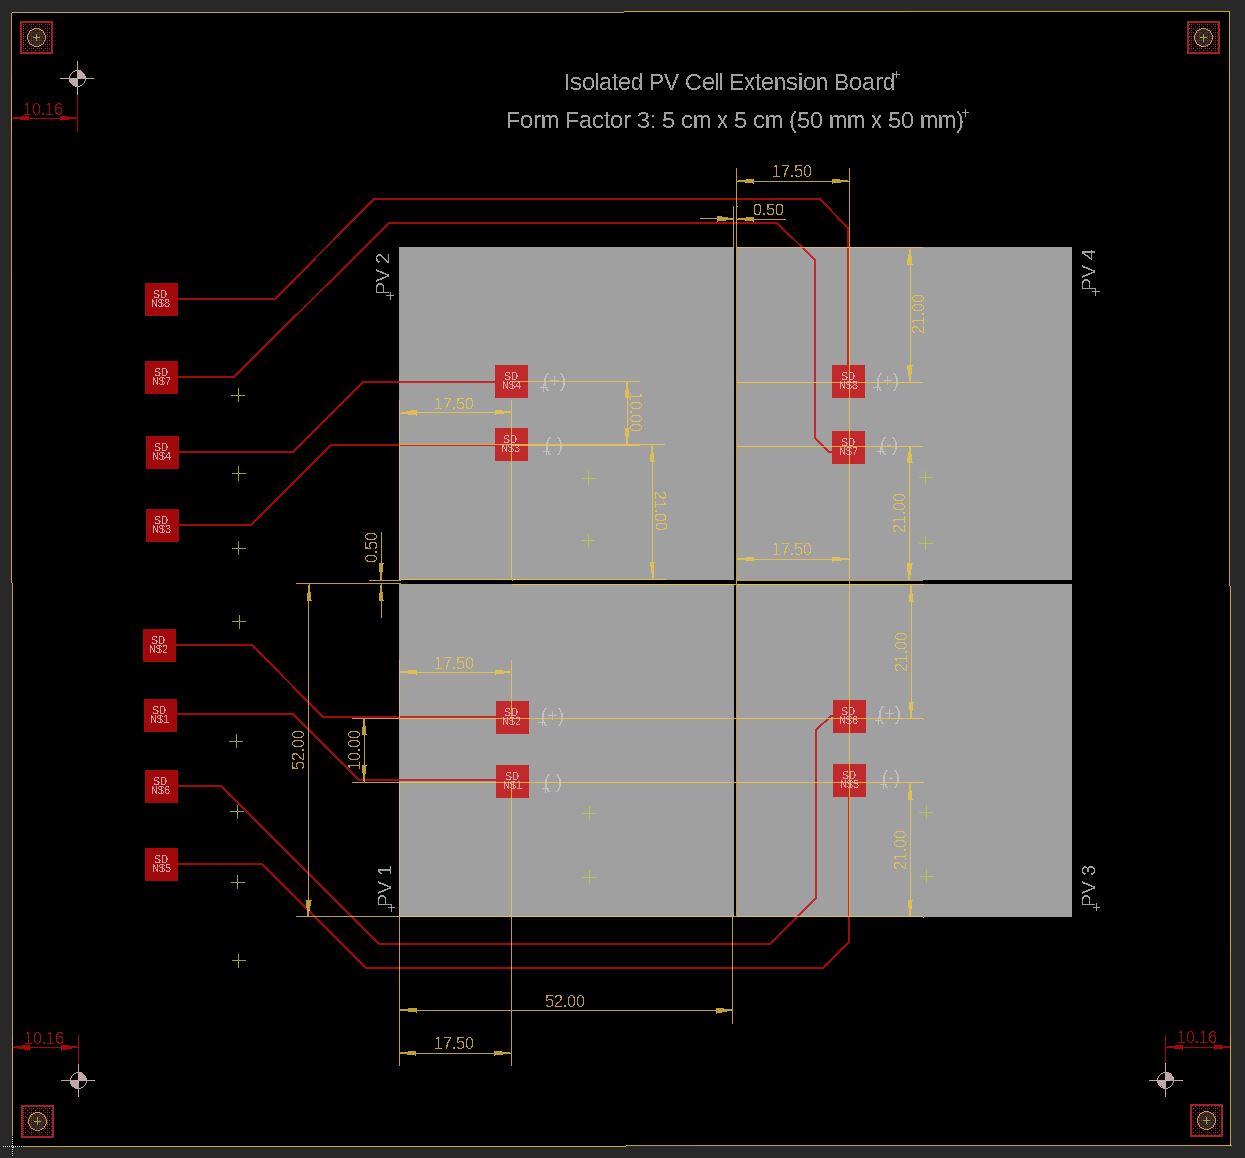 Isolated PV Cell Extension Board
10.16
Form Factor 3: 5 cm x 5 cm (50 mm x 50 mm)
17.50
0.50
PV 2
PV 4
SD
N$8
21.00
SD
N$7
SD
N$4
(+)
SD
N$8
(+)
17.50
10.00
SD
N$4
SD
N$3
(-)
SD
N$7
(-)
SD
N$3
21.00
21.00
0.50
17.50
SD
N$2
17.50
21.00
SD
N$1
SD
N$2
(+)
SD
N$6
(+)
52.00
10.00
SD
N$6
SD
N$1
(-)
SD
N$5
(-)
SD
N$5
21.00
PV 1
PV 3
52.00
17.50
10.16
10.16